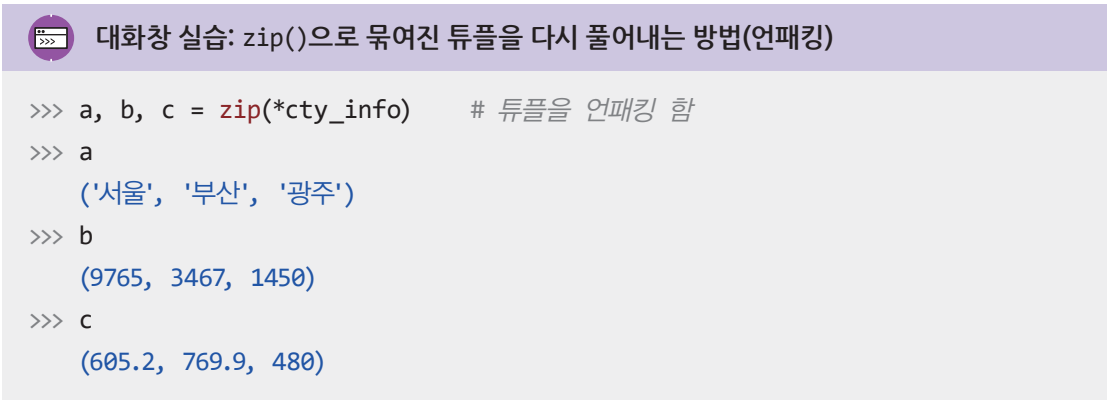 대화창 실습: zip()으로 묶여진 튜플을 다시 풀어내는 방법(언패킹)
>>> a, b, c = zip(*cty_info) # 튜플을 언패킹 함
>>> a
('서울', '부산', '광주')
>>> b
(9765, 3467, 1450)
>>> c
(605.2, 769.9, 480)